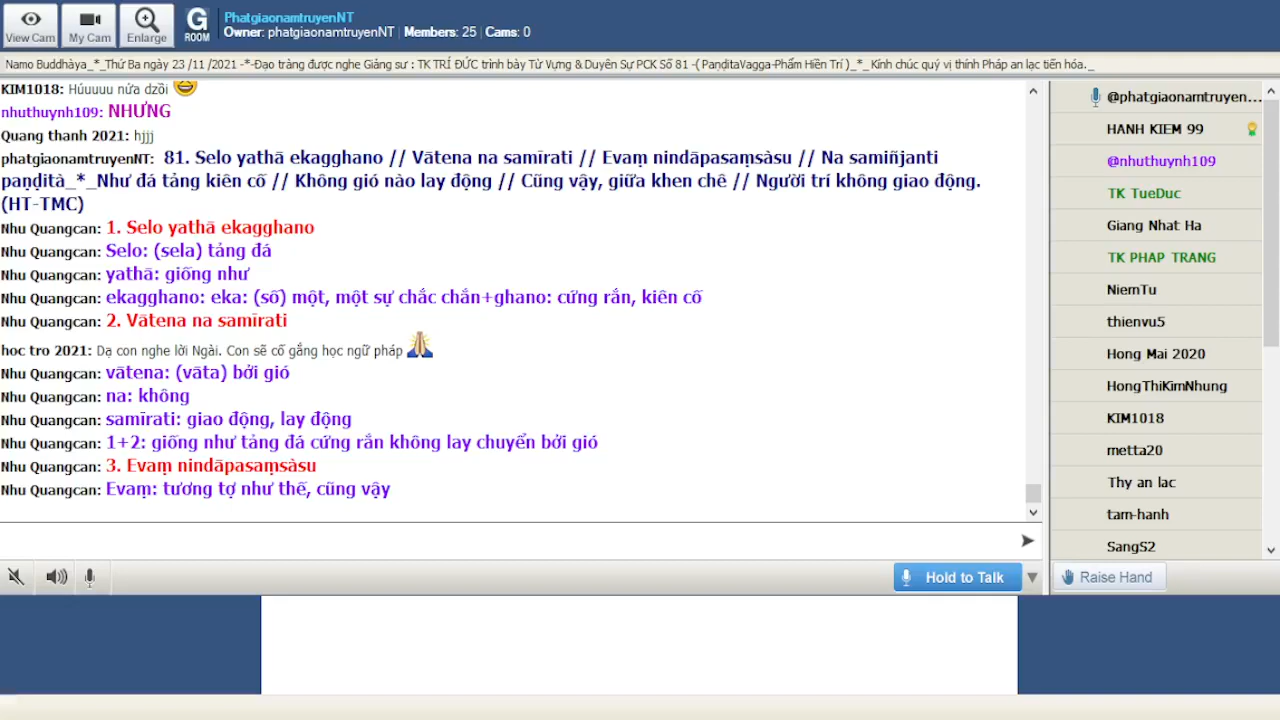 PhatgiaonamtruyenNT
Owner: phatgiaonamtruyenNT | Members: 25 | Cams: 0
View Cam
My Cam
Enlarge
G
ROOM
Namo Buddhàya_*_Thứ Ba ngày 23 /11 /2021 -*-Đạo tràng được nghe Giảng sư : TK TRÍ ĐỨC trình bày Từ Vựng & Duyên Sự PCK Số 81 -( PaṇḍitaVagga-Phẩm Hiền Trí )_*_ Kính chúc quý vị thính Pháp an lạc tiến hóa._
KIM1018: Húuuuu nứa dzồi
nhuthuynh109: NHƯNG
Quang thanh 2021: hjjj
phatgiaonamtruyenNT: 81. Selo yathā ekagghano // Vātena na samīrati // Evaṃ nindāpasaṃsàsu // Na samiñjanti
paṇḍità_*_Như đá tảng kiên cố // Không gió nào lay động // Cũng vậy, giữa khen chê // Người trí không giao động.
(HT-TMC)
Nhu Quangcan: 1. Selo yathā ekagghano
Nhu Quangcan: Selo: (sela) tảng đá
Nhu Quangcan: yathā: giống như
Nhu Quangcan: ekagghano: eka: (số) một, một sự chắc chắn+ghano: cứng rắn, kiên cố
Nhu Quangcan: 2. Vātena na samīrati
hoc tro 2021: Dạ con nghe lời Ngài. Con sẽ cố gắng học ngữ pháp
Nhu Quangcan: vātena: (vāta) bởi gió
Nhu Quangcan: na: không
Nhu Quangcan: samīrati: giao động, lay động
Nhu Quangcan: 1+2: giống như tảng đá cứng rắn không lay chuyển bởi gió
Nhu Quangcan: 3. Evaṃ nindāpasaṃsàsu
Nhu Quangcan: Evaṃ: tương tợ như thế, cũng vậy
@phatgiaonamtruyen...
HANH KIEM 99
@nhuthuynh109
TK TueDuc
Giang Nhat Ha
TK PHAP TRANG
NiemTu
thienvu5
Hong Mai 2020
HongThiKimNhung
KIM1018
metta20
Thy an lac
tam-hanh
SangS2
Hold to Talk
Raise Hand